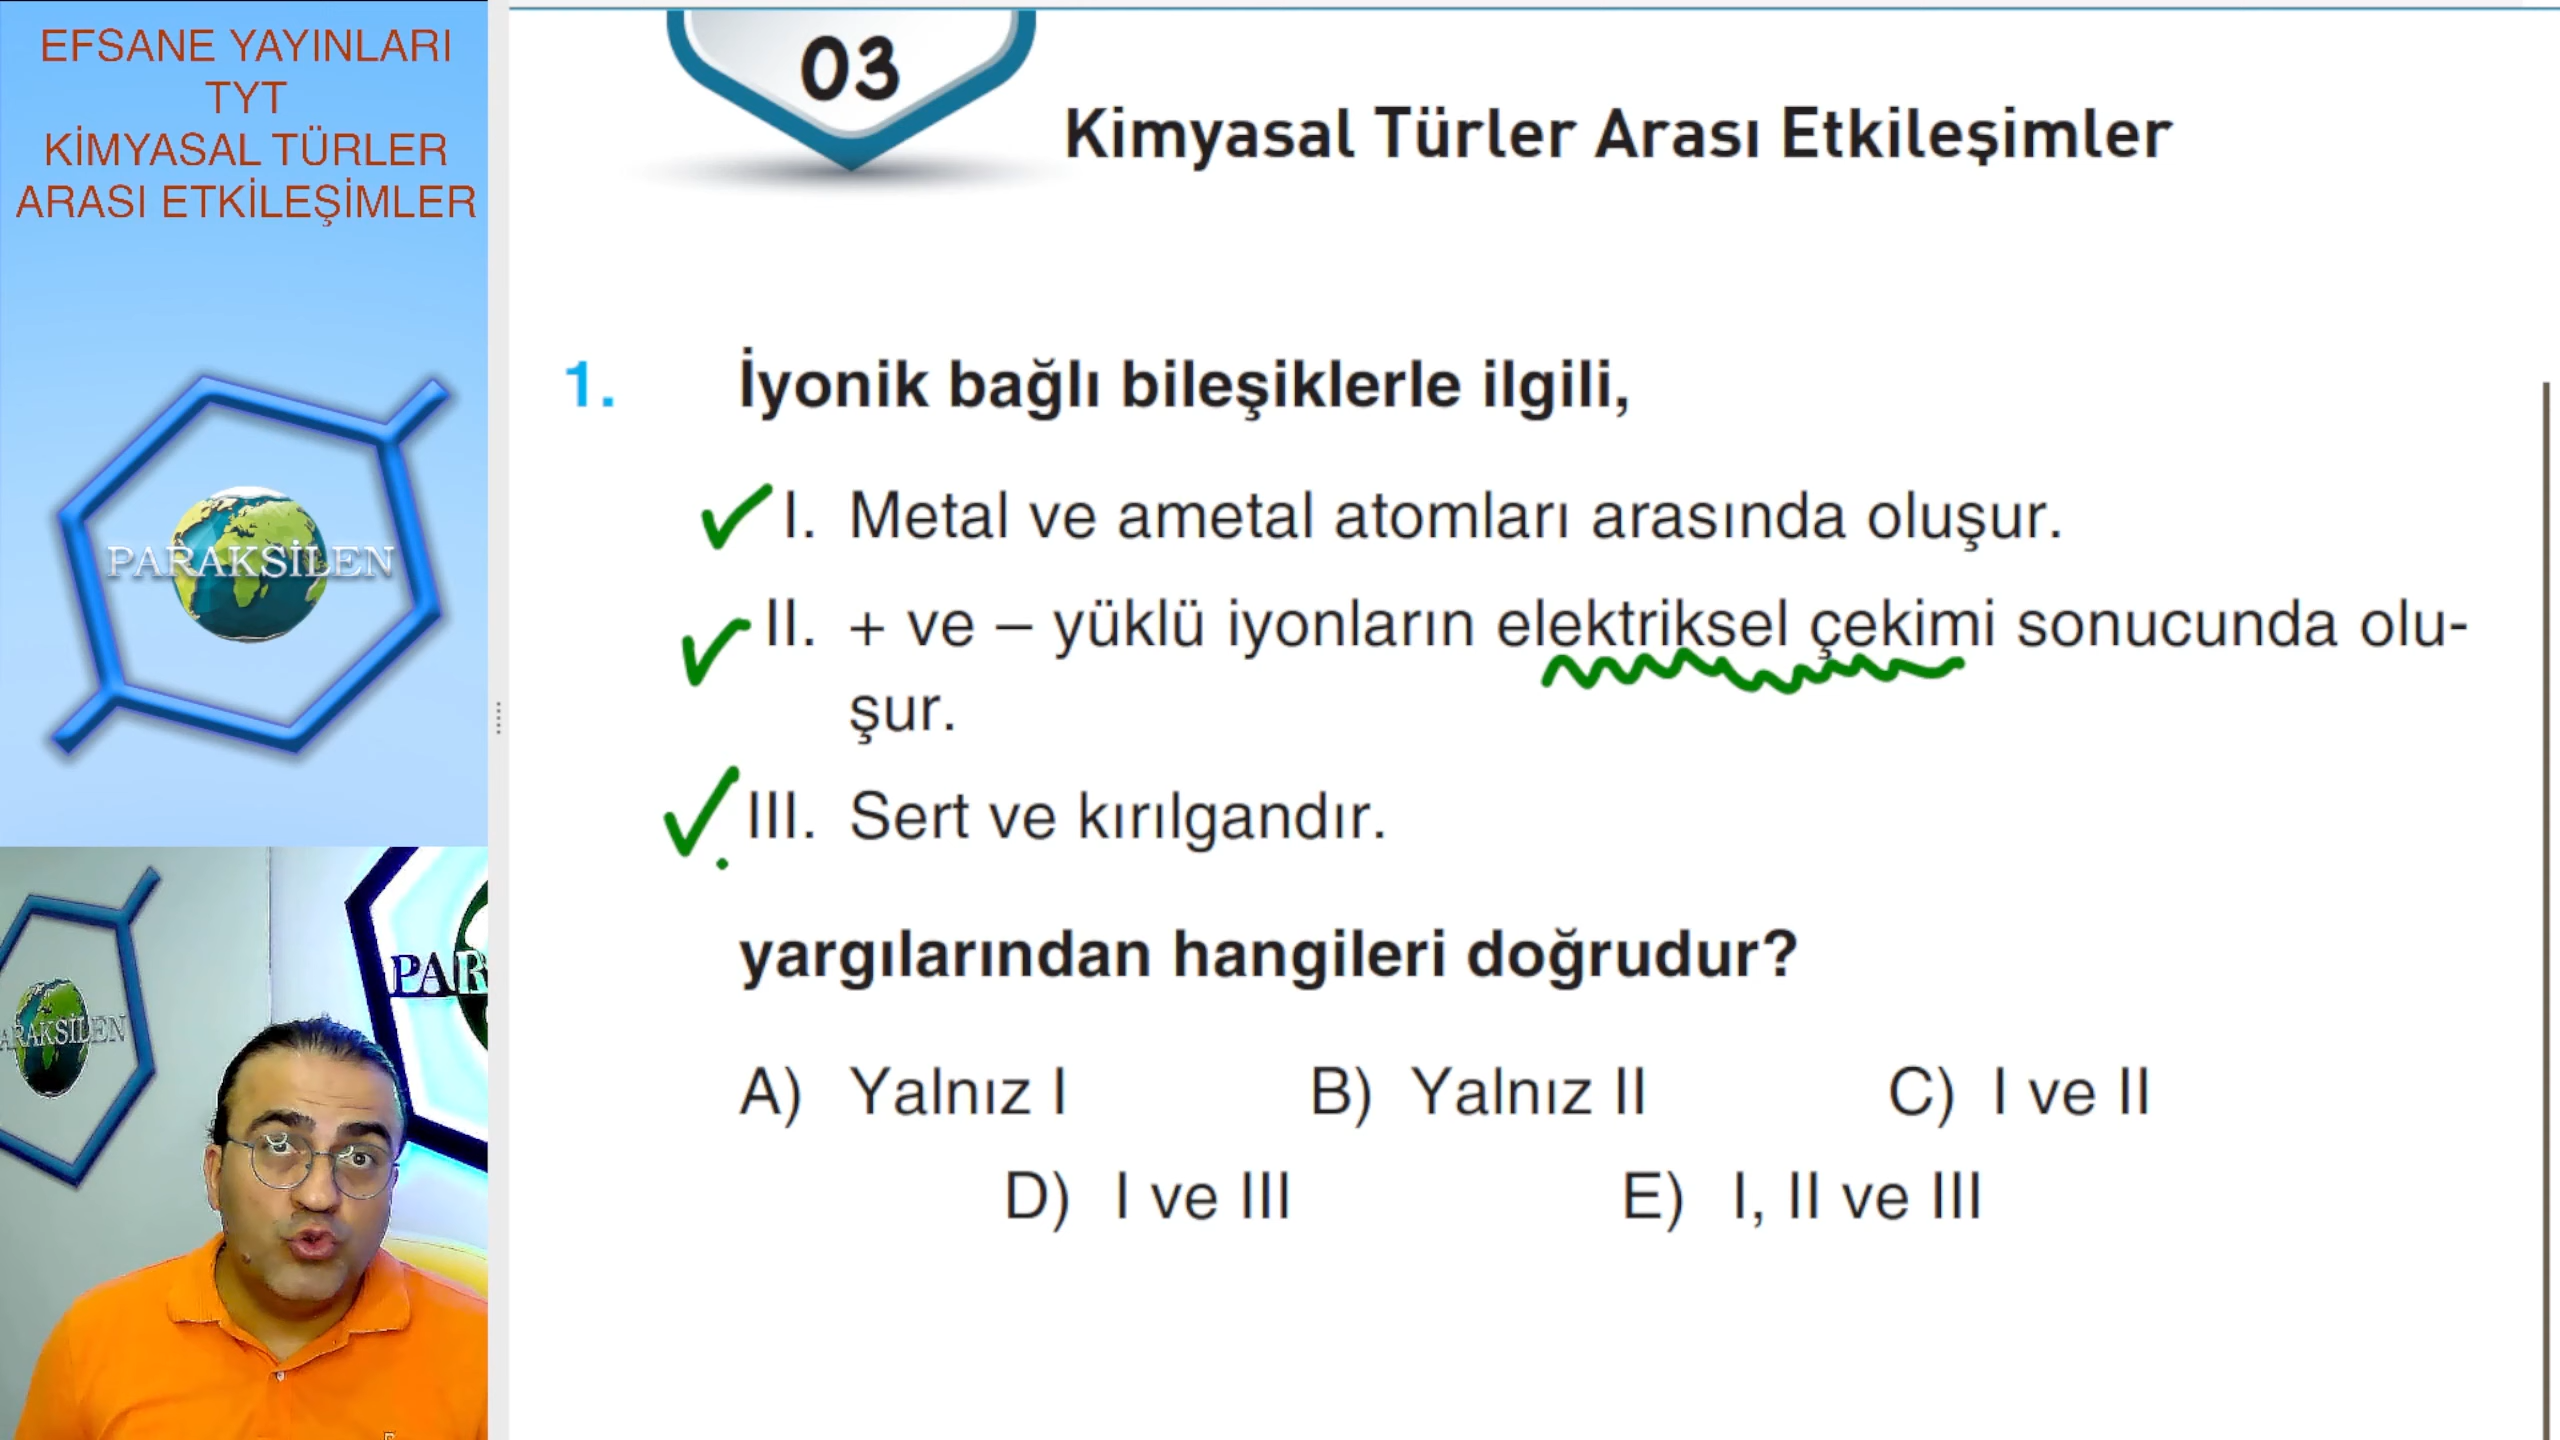 EFSANE YAYINLARI
TYT
KİMYASAL TÜRLER
ARASI ETKİLEŞİMLER
PARAKSİLEN
ARAKSİLEN
PAR
03
Kimyasal Türler Arası Etkileşimler
1. İyonik bağlı bileşiklerle ilgili,
I. Metal ve ametal atomları arasında oluşur.
II. + ve – yüklü iyonların elektriksel çekimi sonucunda olu-
şur.
III. Sert ve kırılgandır.
yargılarından hangileri doğrudur?
A) Yalnız I B) Yalnız II C) I ve II
D) I ve III E) I, II ve III